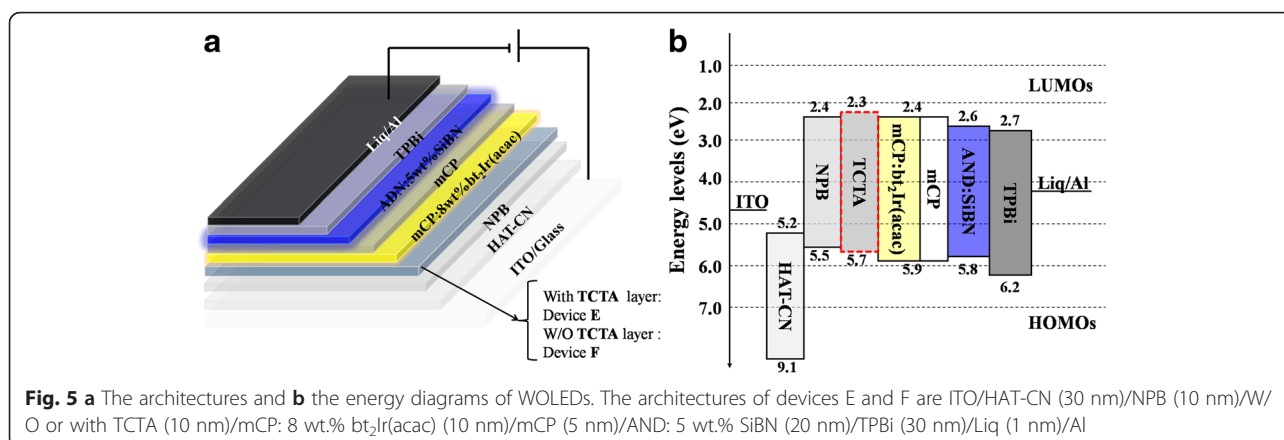 a
Liq/Al
TPBi
ADN:5wt%SiBN
mCP
mCP:8wt%bt₂Ir(acac)
NPB
HAT-CN
ITO/Glass
With TCTA layer:
Device E
W/O TCTA layer :
Device F
b
Energy levels (eV)
1.0
2.0
3.0
4.0
5.0
6.0
7.0
LUMOs
HOMOs
ITO
5.2
HAT-CN
9.1
2.4
NPB
5.5
2.3
TCTA
5.7
2.4
mCP:bt₂Ir(acac)
mCP
5.9
2.6
AND:SiBN
5.8
2.7
TPBi
6.2
Liq/Al
Fig. 5 a The architectures and b the energy diagrams of WOLEDs. The architectures of devices E and F are ITO/HAT-CN (30 nm)/NPB (10 nm)/W/
O or with TCTA (10 nm)/mCP: 8 wt.% bt₂Ir(acac) (10 nm)/mCP (5 nm)/AND: 5 wt.% SiBN (20 nm)/TPBi (30 nm)/Liq (1 nm)/Al